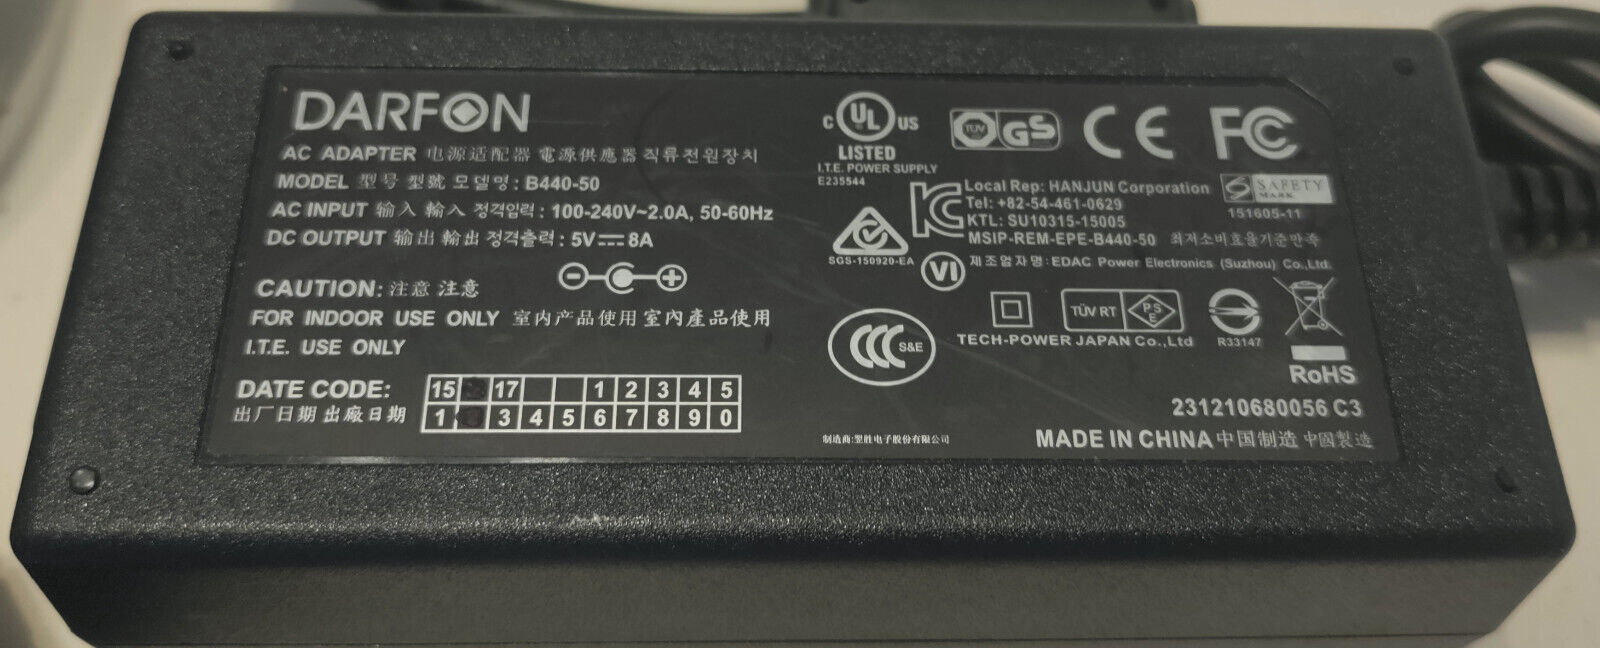 DARFON
AC ADAPTER 电源适配器 電源供應器 직류전원장치
MODEL 型号 型號 모델명 : B440-50
AC INPUT 输入 輸入 정격입력 : 100-240V~2.0A, 50-60Hz
DC OUTPUT 输出 輸出 정격출력 : 5V⎓8A
CAUTION: 注意 注意
FOR INDOOR USE ONLY 室内产品使用 室內產品使用
I.T.E. USE ONLY
DATE CODE: 15 17 1 2 3 4 5
出厂日期 出廠日期 1 3 4 5 6 7 8 9 0
C UL US
LISTED
I.T.E. POWER SUPPLY
E235544
TÜV GS CE FC
Local Rep: HANJUN Corporation
Tel: +82-54-461-0629
KTL: SU10315-15005
MSIP-REM-EPE-B440-50 최저소비효율기준만족
제조업자명 : EDAC Power Electronics (Suzhou) Co.,Ltd.
SAFETY
MARK
151605-11
SGS-150920-EA
VI
CCC S&E
TÜV RT PSE
TECH-POWER JAPAN Co.,Ltd
R33147
RoHS
231210680056 C3
制造商: 胜电子股份有限公司
MADE IN CHINA 中国制造 中國製造